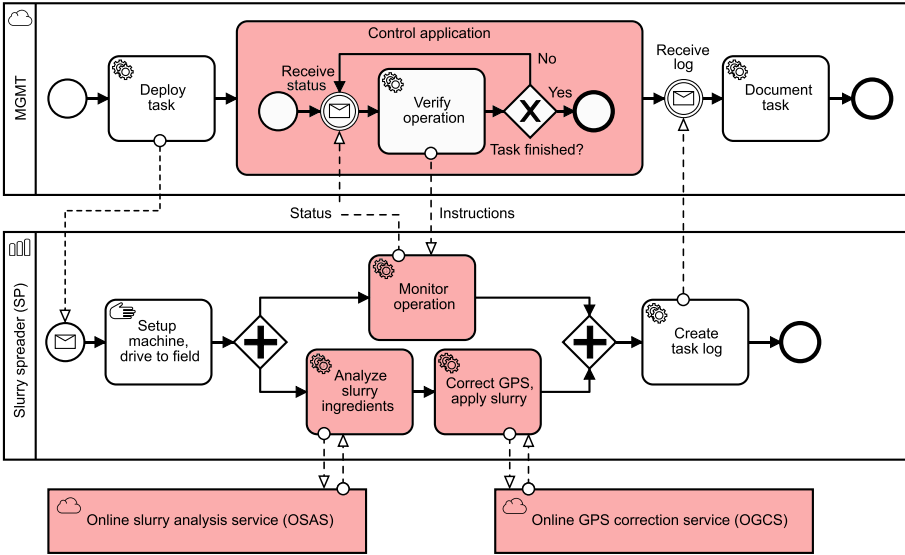 MGMT
Deploy
task
Control application
Receive
status
Verify
operation
No
Yes
X
Task finished?
Receive
log
Document
task
Status
Instructions
Slurry spreader (SP)
Setup
machine,
drive to field
Monitor
operation
Analyze
slurry
ingredients
Correct GPS,
apply slurry
Create
task log
Online slurry analysis service (OSAS)
Online GPS correction service (OGCS)